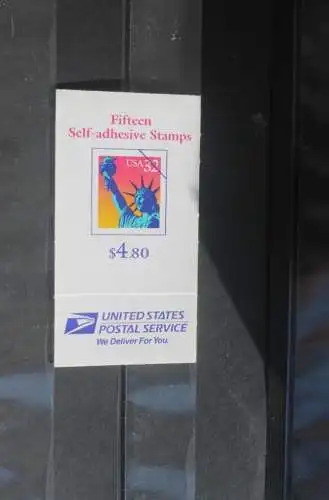 Fifteen
Self-adhesive Stamps
USA 32
$4.80
UNITED STATES
POSTAL SERVICE
We Deliver For You.